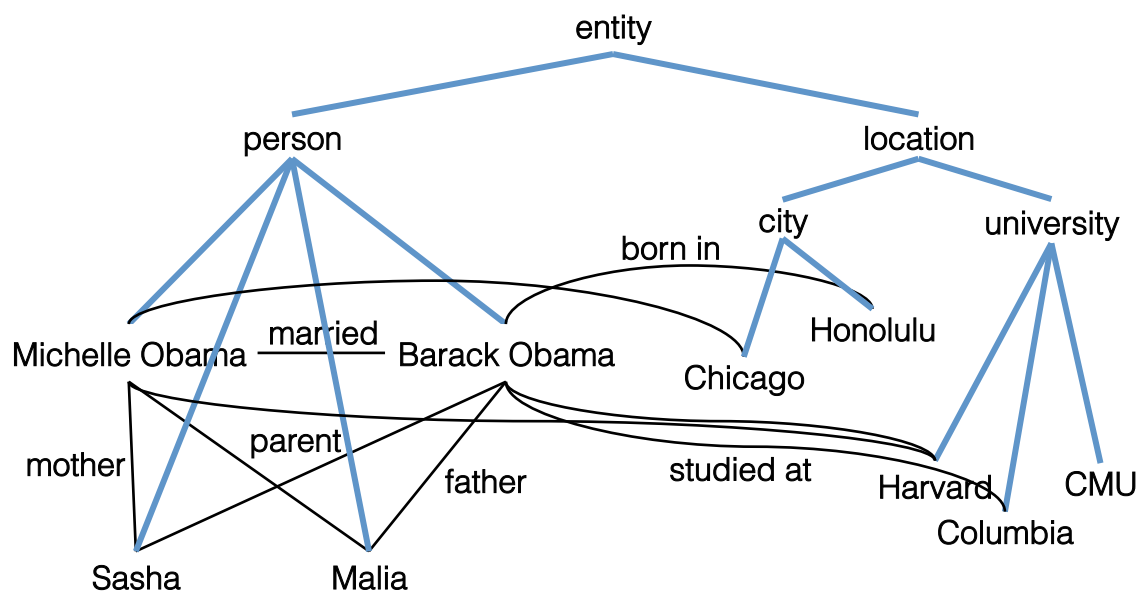 entity
person
location
city
university
born in
married
Honolulu
Michelle Obama
Barack Obama
Chicago
parent
mother
studied at
father
Harvard
CMU
Columbia
Sasha
Malia